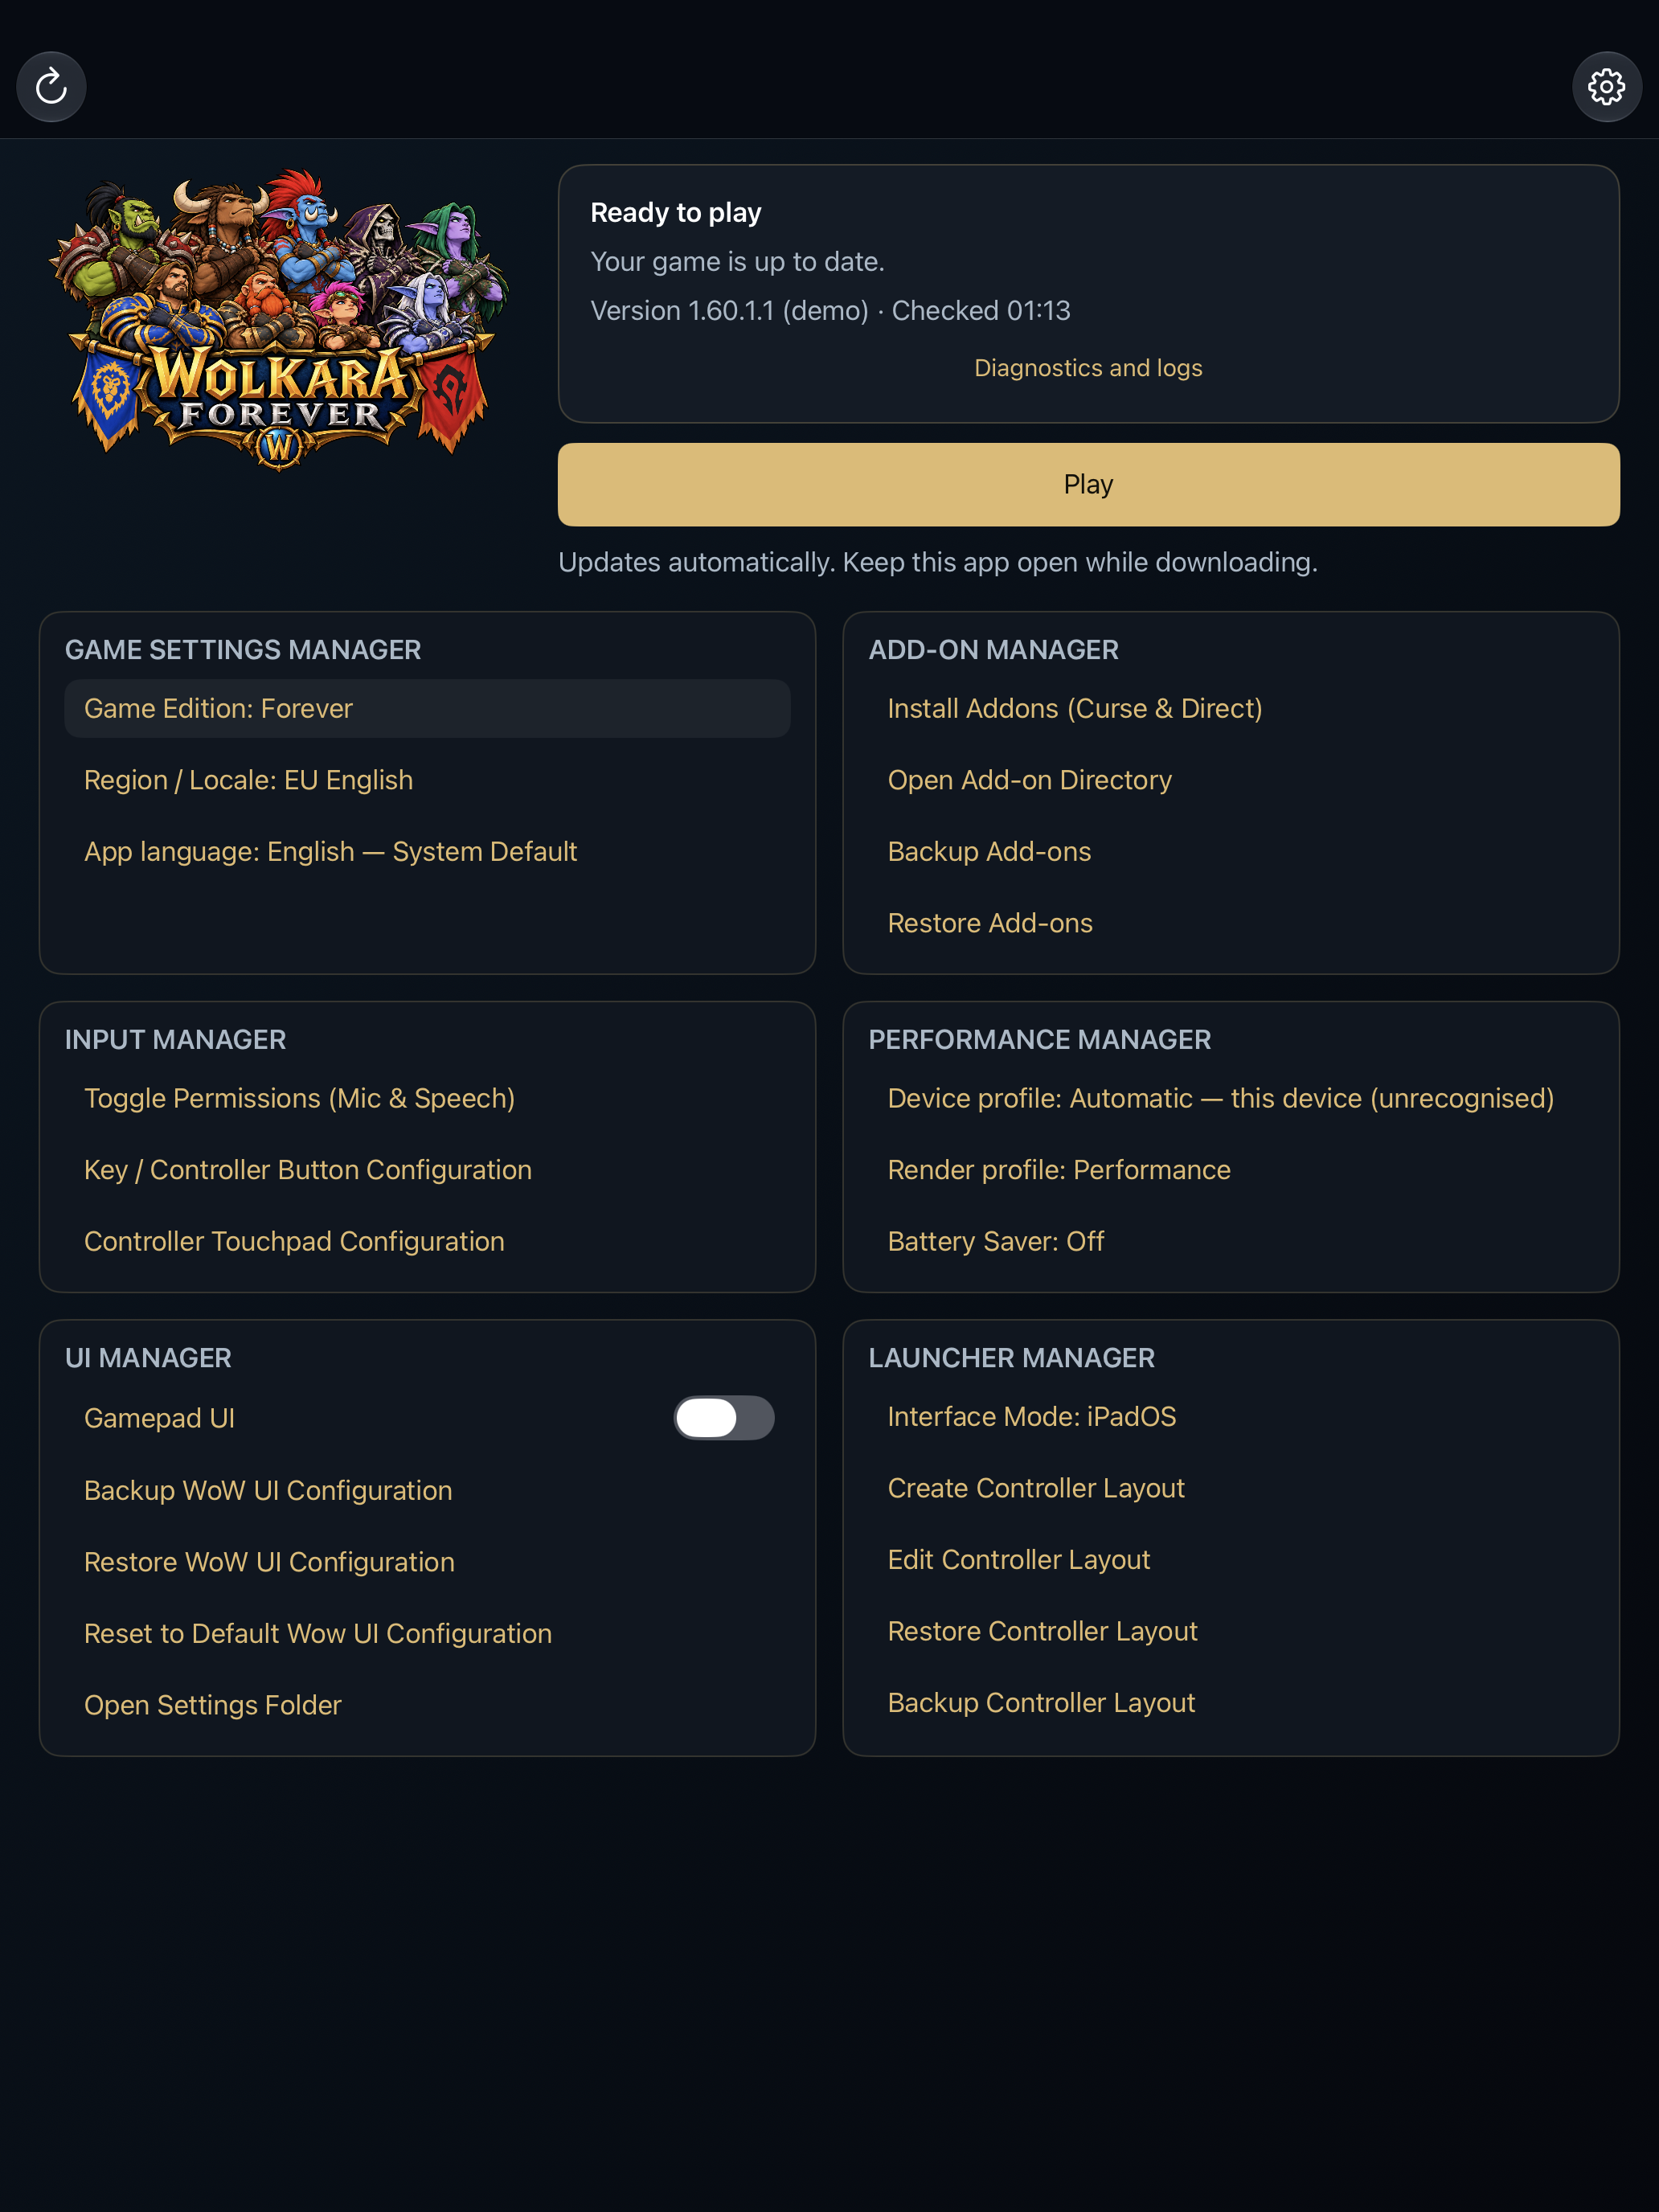 WOLKARA
FOREVER
W
Ready to play
Your game is up to date.
Version 1.60.1.1 (demo) · Checked 01:13
Diagnostics and logs
Play
Updates automatically. Keep this app open while downloading.
GAME SETTINGS MANAGER
Game Edition: Forever
Region / Locale: EU English
App language: English — System Default
ADD-ON MANAGER
Install Addons (Curse & Direct)
Open Add-on Directory
Backup Add-ons
Restore Add-ons
INPUT MANAGER
Toggle Permissions (Mic & Speech)
Key / Controller Button Configuration
Controller Touchpad Configuration
PERFORMANCE MANAGER
Device profile: Automatic — this device (unrecognised)
Render profile: Performance
Battery Saver: Off
UI MANAGER
Gamepad UI
Backup WoW UI Configuration
Restore WoW UI Configuration
Reset to Default Wow UI Configuration
Open Settings Folder
LAUNCHER MANAGER
Interface Mode: iPadOS
Create Controller Layout
Edit Controller Layout
Restore Controller Layout
Backup Controller Layout